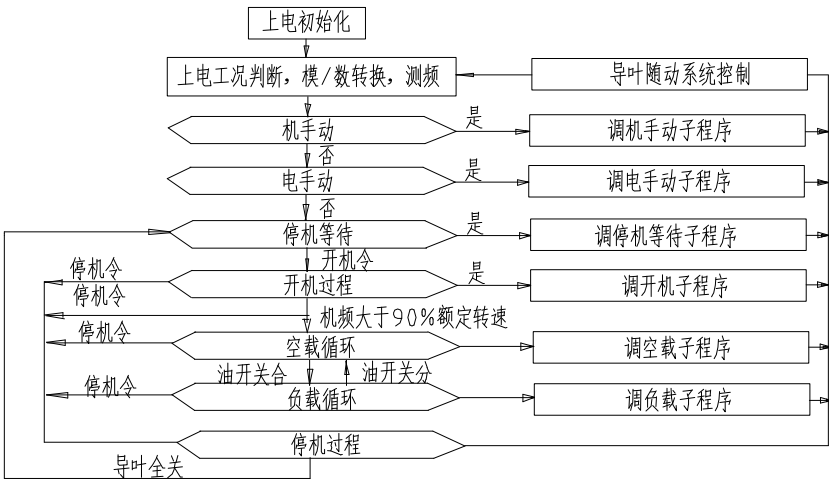 上电初始化
上电工况判断，模/数转换，测频
导叶随动系统控制
机手动
是
调机手动子程序
否
电手动
是
调电手动子程序
否
停机等待
是
调停机等待子程序
开机令
停机令
开机过程
是
调开机子程序
停机令
机频大于90%额定转速
停机令
空载循环
调空载子程序
油开关合
油开关分
停机令
负载循环
调负载子程序
停机过程
导叶全关